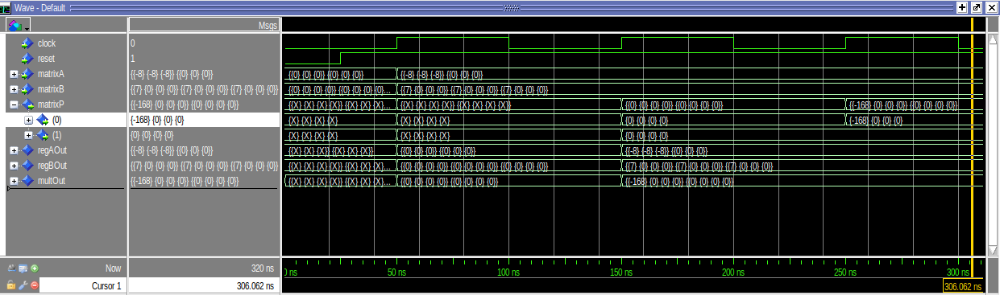 Wave - Default
Msgs
clock 0
reset 1
matrixA {{-8} {-8} {-8}} {{0} {0} {0}} {{0} {0} {0}} {{0} {0} {0}} {{-8} {-8} {-8}} {{0} {0} {0}}
matrixB {{7} {0} {0} {0}} {{7} {0} {0} {0}} {{7} {0} {0} {0}} {{0} {0} {0} {0}} {{0} {0} {0} {0}... {{7} {0} {0} {0}} {{7} {0} {0} {0}} {{7} {0} {0} {0}}
matrixP {{-168} {0} {0} {0}} {{0} {0} {0} {0}} {{X} {X} {X} {X}} {{X} {X} {X}... {{X} {X} {X} {X}} {{X} {X} {X} {X}} {{0} {0} {0} {0}} {{0} {0} {0} {0}} {{-168} {0} {0} {0}} {{0} {0} {0} {0}}
(0) {-168} {0} {0} {0} {X} {X} {X} {X} {X} {X} {X} {X} {0} {0} {0} {0} {-168} {0} {0} {0}
(1) {0} {0} {0} {0} {X} {X} {X} {X} {X} {X} {X} {X} {0} {0} {0} {0}
regAOut {{-8} {-8} {-8}} {{0} {0} {0}} {{X} {X} {X}} {{X} {X} {X}} {{0} {0} {0}} {{0} {0} {0}} {{-8} {-8} {-8}} {{0} {0} {0}}
regBOut {{7} {0} {0} {0}} {{7} {0} {0} {0}} {{7} {0} {0} {0}} {{X} {X} {X} {X}} {{X} {X} {X}... {{0} {0} {0} {0}} {{0} {0} {0} {0}} {{0} {0} {0} {0}} {{7} {0} {0} {0}} {{7} {0} {0} {0}} {{7} {0} {0} {0}}
multOut {{-168} {0} {0} {0}} {{0} {0} {0} {0}} {{X} {X} {X} {X}} {{X} {X} {X}... {{0} {0} {0} {0}} {{0} {0} {0} {0}} {{-168} {0} {0} {0}} {{0} {0} {0} {0}}
Now 320 ns ns 50 ns 100 ns 150 ns 200 ns 250 ns 300 ns
Cursor 1 306.062 ns 306.062 ns